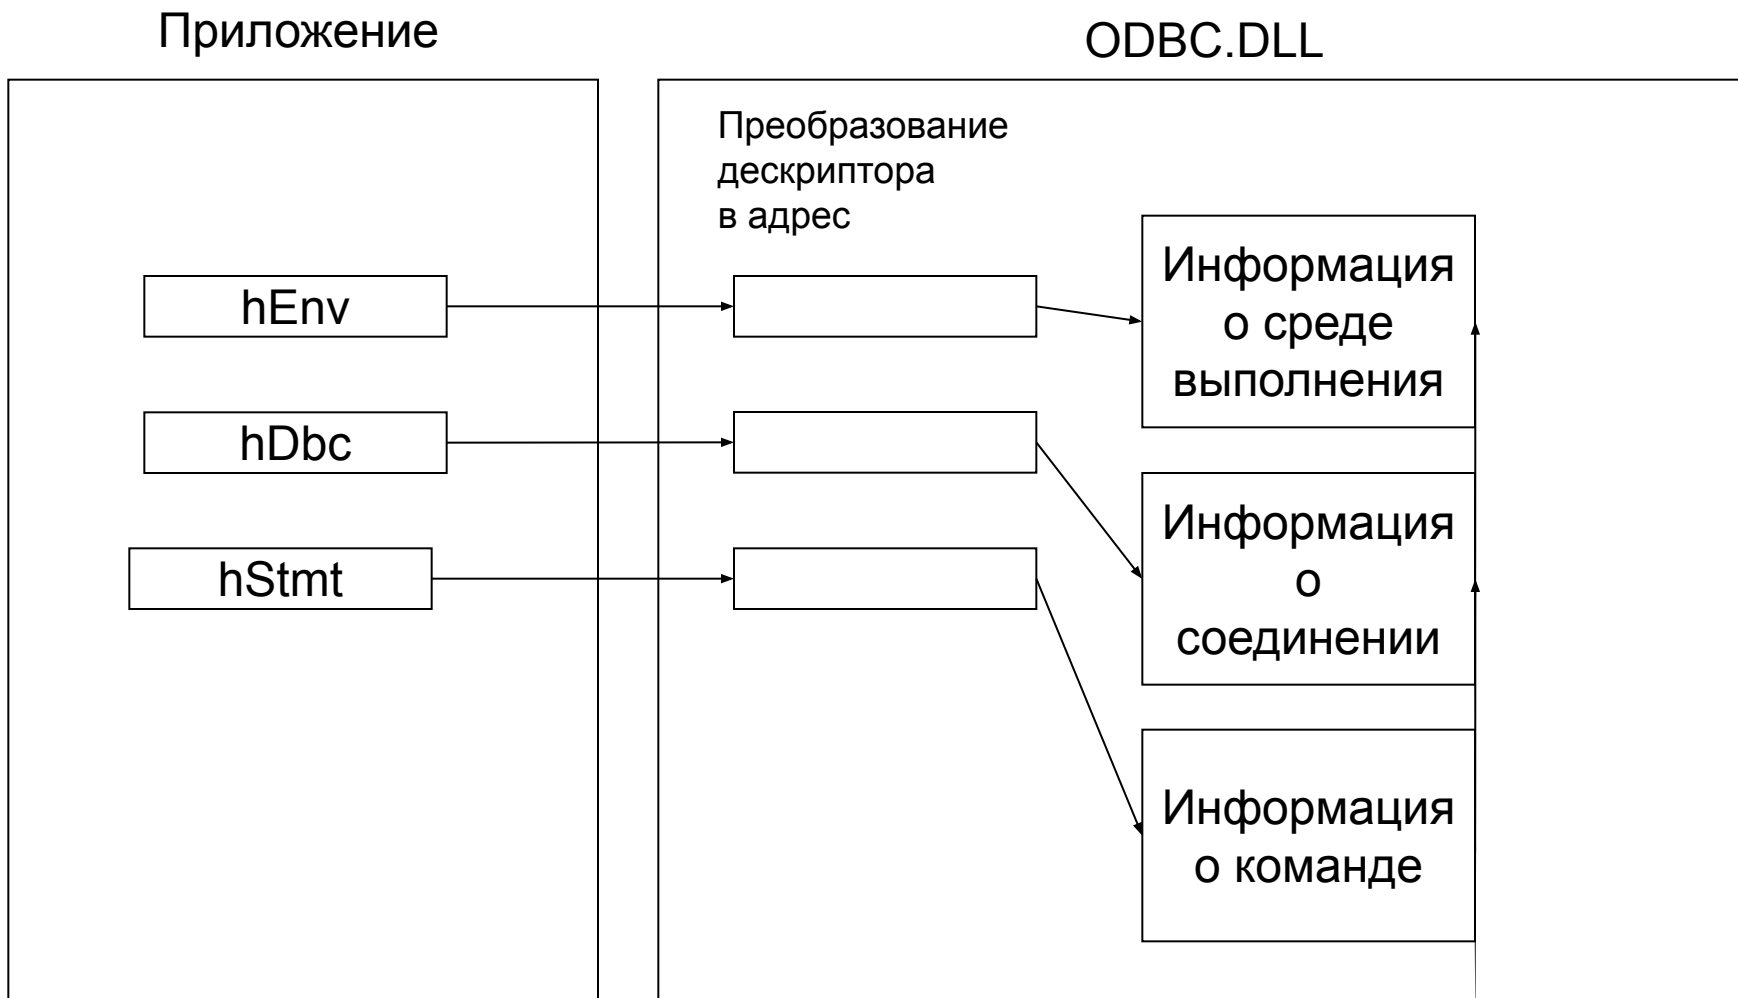 Приложение
ODBC.DLL
Преобразование
дескриптора
в адрес
hEnv
hDbc
hStmt
Информация
о среде
выполнения
Информация
о
соединении
Информация
о команде